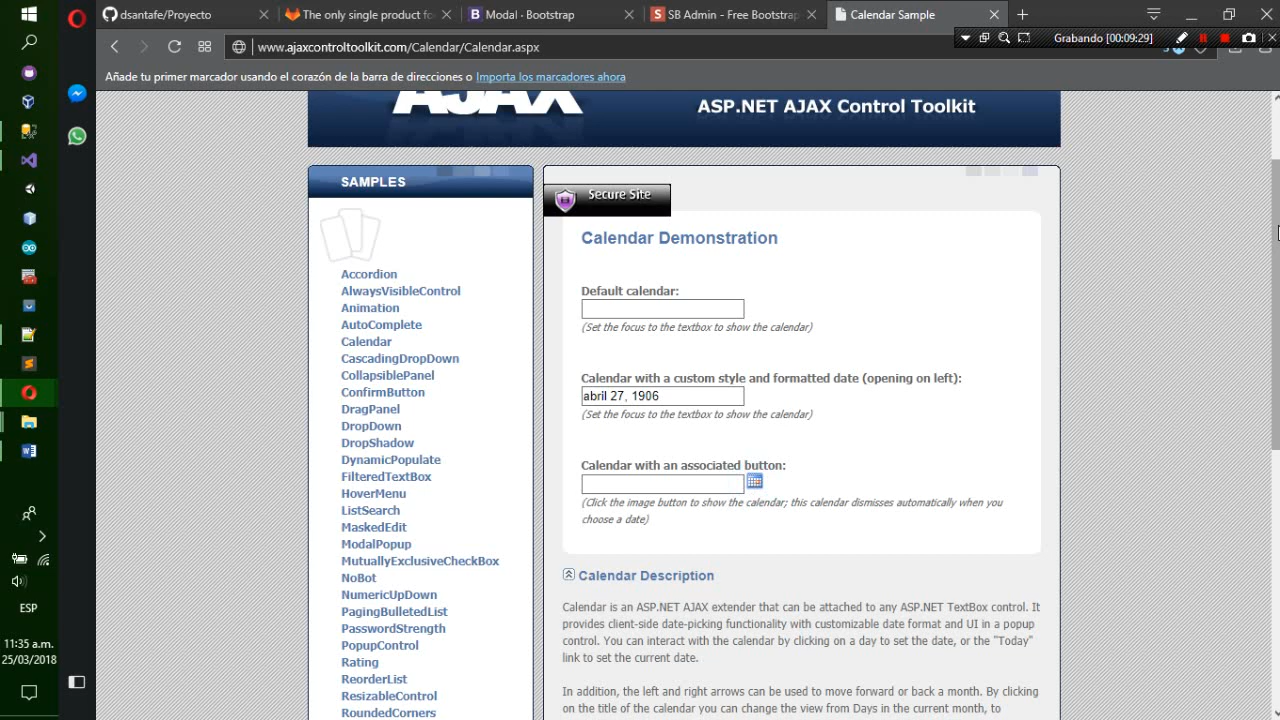 dsantafe/Proyecto
The only single product fo
Modal · Bootstrap
SB Admin - Free Bootstrap
Calendar Sample
www.ajaxcontroltoolkit.com/Calendar/Calendar.aspx
Grabando [00:09:29]
Añade tu primer marcador usando el corazón de la barra de direcciones o Importa los marcadores ahora
AJAX
ASP.NET AJAX Control Toolkit
SAMPLES
Accordion
AlwaysVisibleControl
Animation
AutoComplete
Calendar
CascadingDropDown
CollapsiblePanel
ConfirmButton
DragPanel
DropDown
DropShadow
DynamicPopulate
FilteredTextBox
HoverMenu
ListSearch
MaskedEdit
ModalPopup
MutuallyExclusiveCheckBox
NoBot
NumericUpDown
PagingBulletedList
PasswordStrength
PopupControl
Rating
ReorderList
ResizableControl
RoundedCorners
Secure Site
Calendar Demonstration
Default calendar:
(Set the focus to the textbox to show the calendar)
Calendar with a custom style and formatted date (opening on left):
abril 27, 1906
(Set the focus to the textbox to show the calendar)
Calendar with an associated button:
(Click the image button to show the calendar; this calendar dismisses automatically when you
choose a date)
Calendar Description
Calendar is an ASP.NET AJAX extender that can be attached to any ASP.NET TextBox control. It
provides client-side date-picking functionality with customizable date format and UI in a popup
control. You can interact with the calendar by clicking on a day to set the date, or the "Today"
link to set the current date.
In addition, the left and right arrows can be used to move forward or back a month. By clicking
on the title of the calendar you can change the view from Days in the current month, to
ESP
11:35 a.m.
25/03/2018